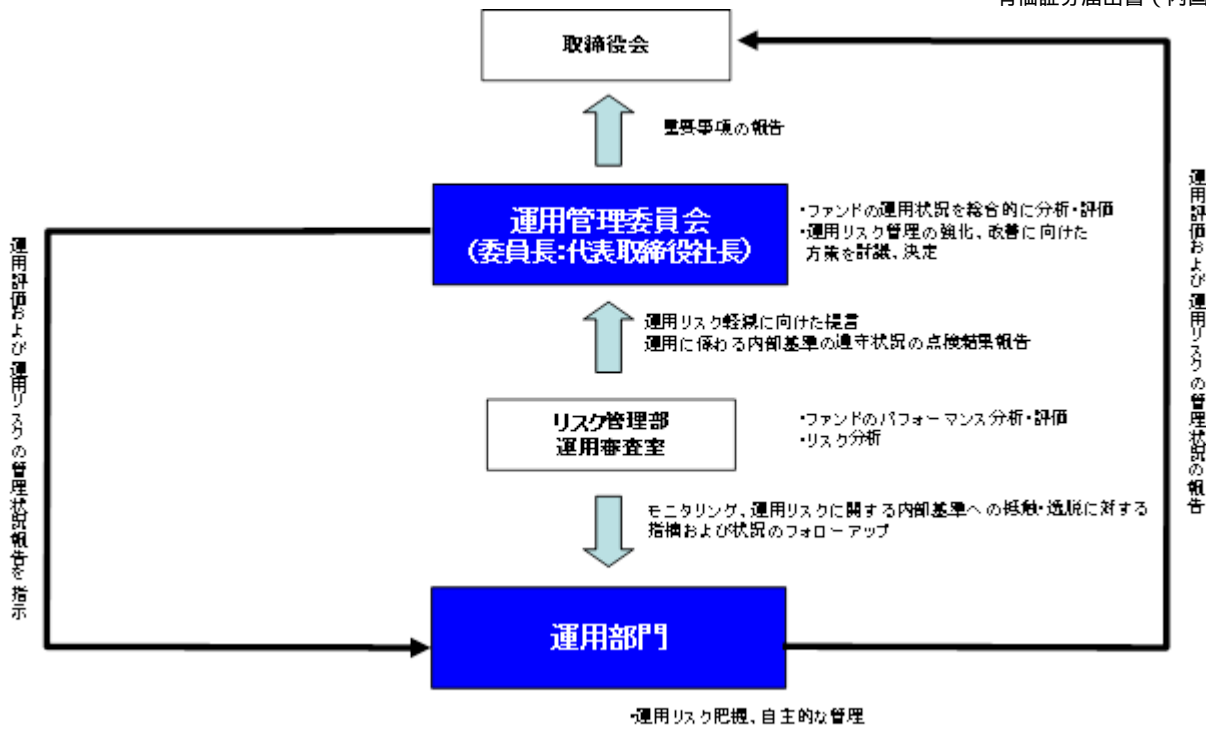 有価証券届出書（内国
取締役会
重要事項の報告
運用管理委員会
（委員長:代表取締役社長）
・ファンドの運用状況を総合的に分析・評価
・運用リスク管理の強化、改善に向けた
方策を討議、決定
運用リスク軽減に向けた提言
運用に係わる内部基準の遵守状況の点検結果報告
リスク管理部
運用審査室
・ファンドのパフォーマンス分析・評価
・リスク分析
モニタリング、運用リスクに関する内部基準への抵触・逸脱に対する
指摘および状況のフォローアップ
運用部門
・運用リスク把握、自主的な管理
運用評価および運用リスクの管理状況報告を指示
運用評価および運用リスクの管理状況の報告